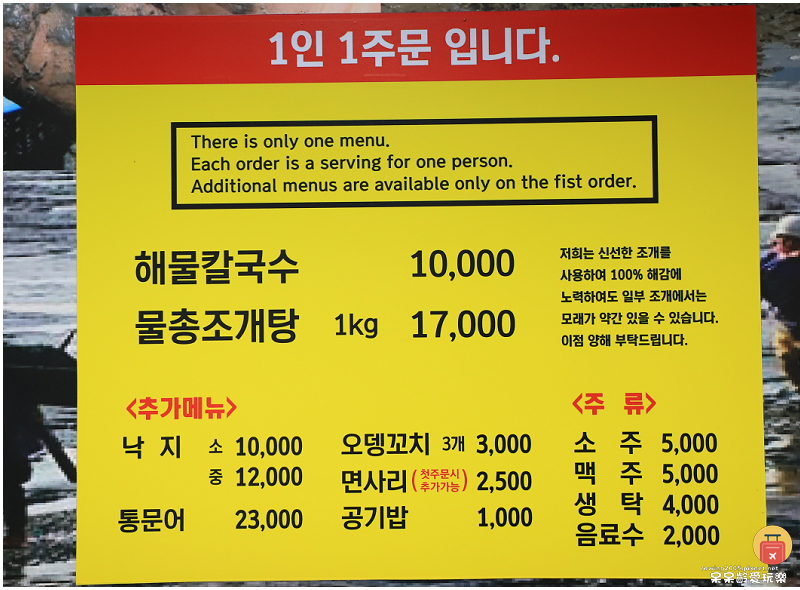 1인 1주문 입니다.
There is only one menu.
Each order is a serving for one person.
Additional menus are available only on the fist order.
해물칼국수 10,000
물총조개탕 1kg 17,000
저희는 신선한 조개를
사용하여 100% 해감에
노력하여도 일부 조개에서는
모래가 약간 있을 수 있습니다.
이점 양해 부탁드립니다.
<추가메뉴>
낙 지 소 10,000
중 12,000
통문어 23,000
오뎅꼬치 3개 3,000
면사리 (첫주문시 추가가능) 2,500
공기밥 1,000
<주 류>
소 주 5,000
맥 주 5,000
생 탁 4,000
음료수 2,000
呆呆齡愛玩樂